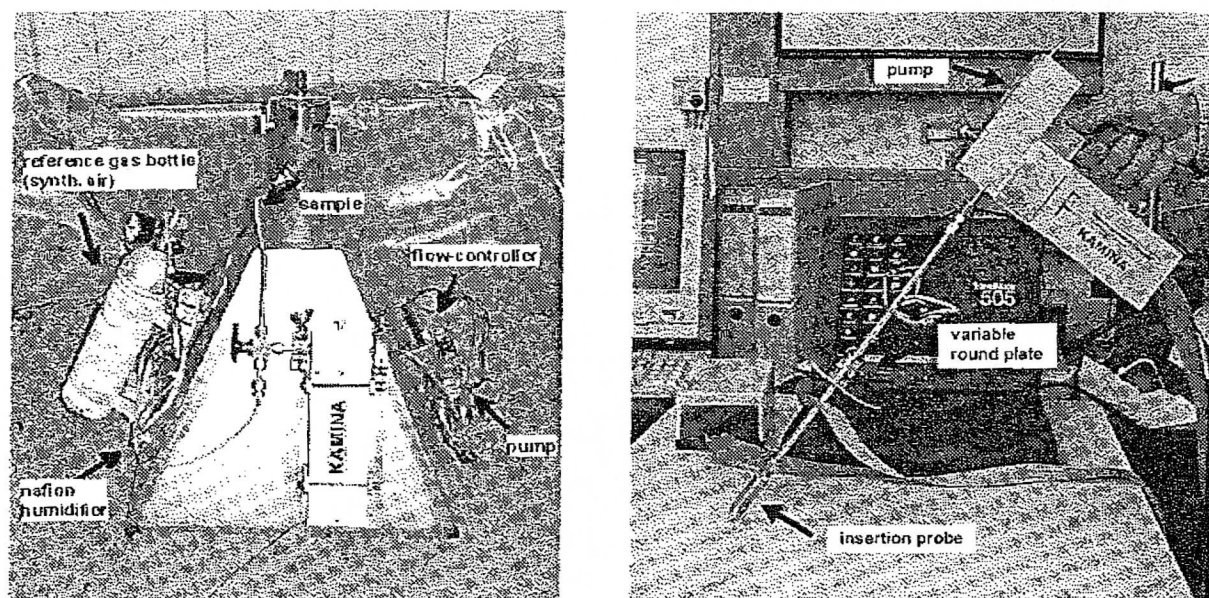 reference gas bottle
(synth. air)
sample
flow-controller
KAMINA
pump
nafion
humidifier
pump
KAMINA
505
variable
round plate
insertion probe